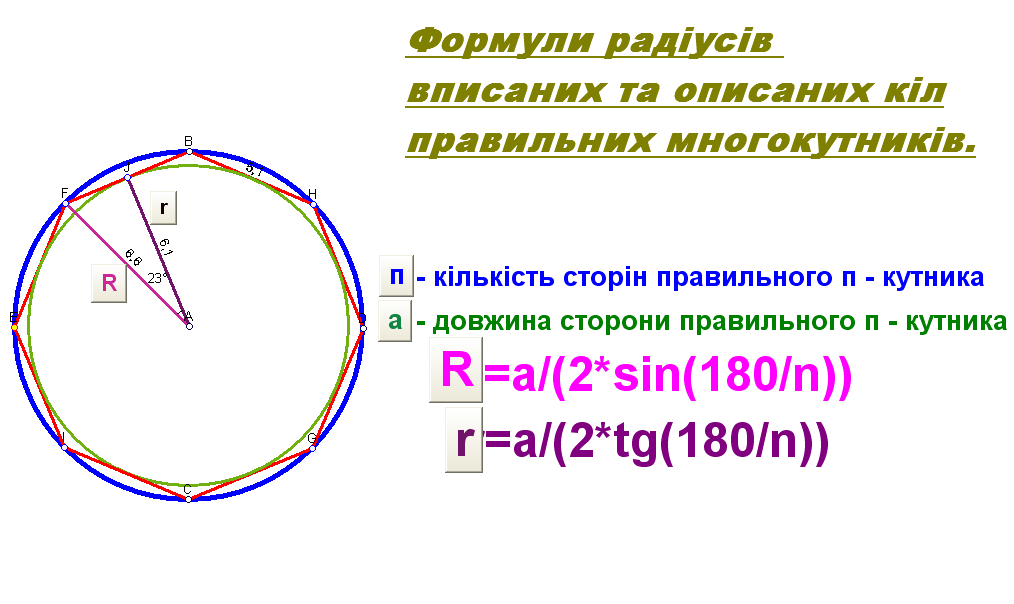 Формули радіусів
вписаних та описаних кіл
правильних многокутників.
B
J
5,7
F
H
r
6,1
6,6
R
23°
A
п - кількість сторін правильного п - кутника
a - довжина сторони правильного п - кутника
R=a/(2*sin(180/n))
r=a/(2*tg(180/n))
I
G
C